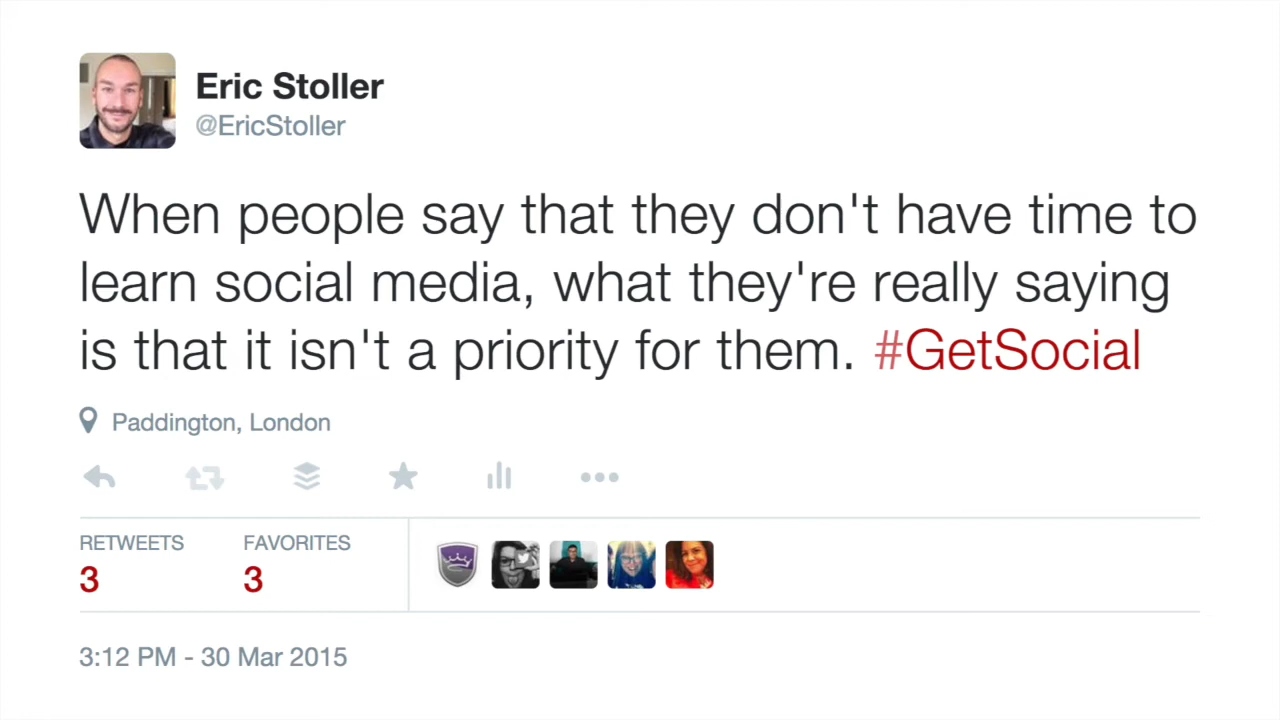 Eric Stoller
@EricStoller
When people say that they don't have time to
learn social media, what they're really saying
is that it isn't a priority for them. #GetSocial
Paddington, London
RETWEETS FAVORITES
3 3
3:12 PM - 30 Mar 2015